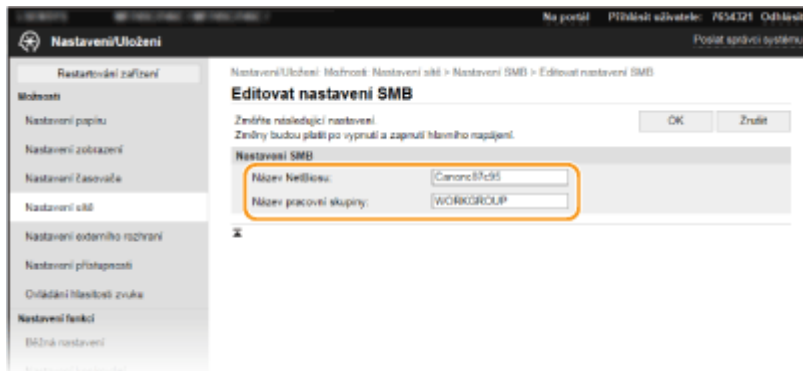 Na portál Přihlásit uživatele: 7654321 Odhlásit
Nastavení/Uložení
Poslat správci systému
Restartování zařízení
Nastavení/Uložení: Možnosti: Nastavení sítě > Nastavení SMB > Editovat nastavení SMB
Možnosti
Editovat nastavení SMB
Nastavení papíru
Změňte následující nastavení.
OK Zrušit
Změny budou platit po vypnutí a zapnutí hlavního napájení.
Nastavení zobrazení
Nastavení SMB
Nastavení časovače
Název NetBiosu: Canonc87c95
Název pracovní skupiny: WORKGROUP
Nastavení sítě
Nastavení externího rozhraní
Nastavení přístupnosti
Ovládání hlasitosti zvuku
Nastavení funkcí
Běžná nastavení